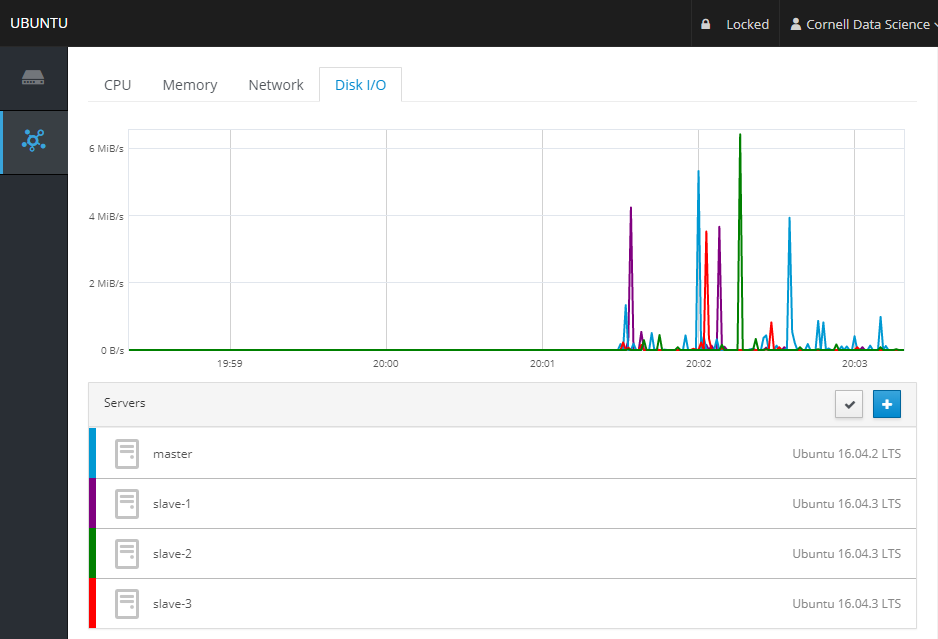 UBUNTU
Locked
Cornell Data Science
CPU Memory Network Disk I/O
6 MiB/s
4 MiB/s
2 MiB/s
0 B/s
19:59 20:00 20:01 20:02 20:03
Servers
master Ubuntu 16.04.2 LTS
slave-1 Ubuntu 16.04.3 LTS
slave-2 Ubuntu 16.04.3 LTS
slave-3 Ubuntu 16.04.3 LTS